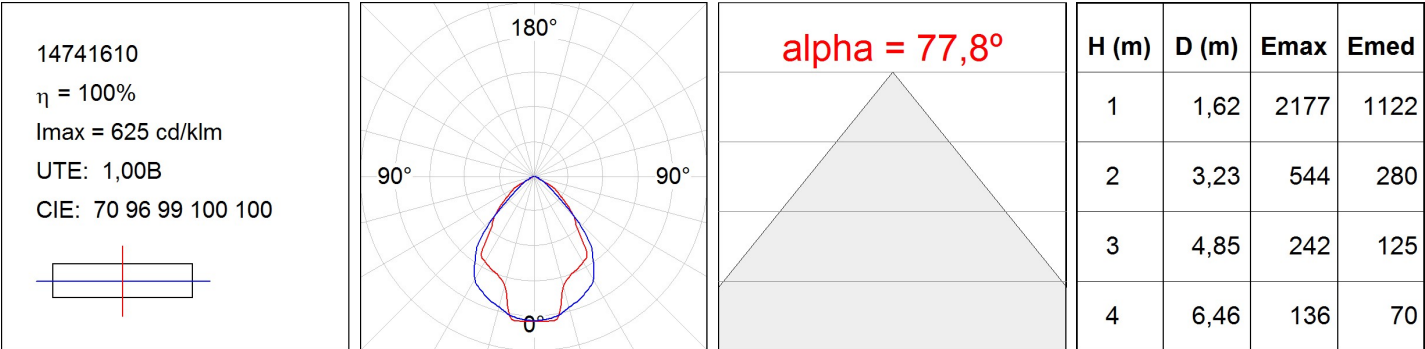 14741610
η = 100%
Imax = 625 cd/klm
UTE: 1,00B
CIE: 70 96 99 100 100
180°
90° 90°
0°
alpha = 77,8º
H (m) D (m) Emax Emed
1 1,62 2177 1122
2 3,23 544 280
3 4,85 242 125
4 6,46 136 70